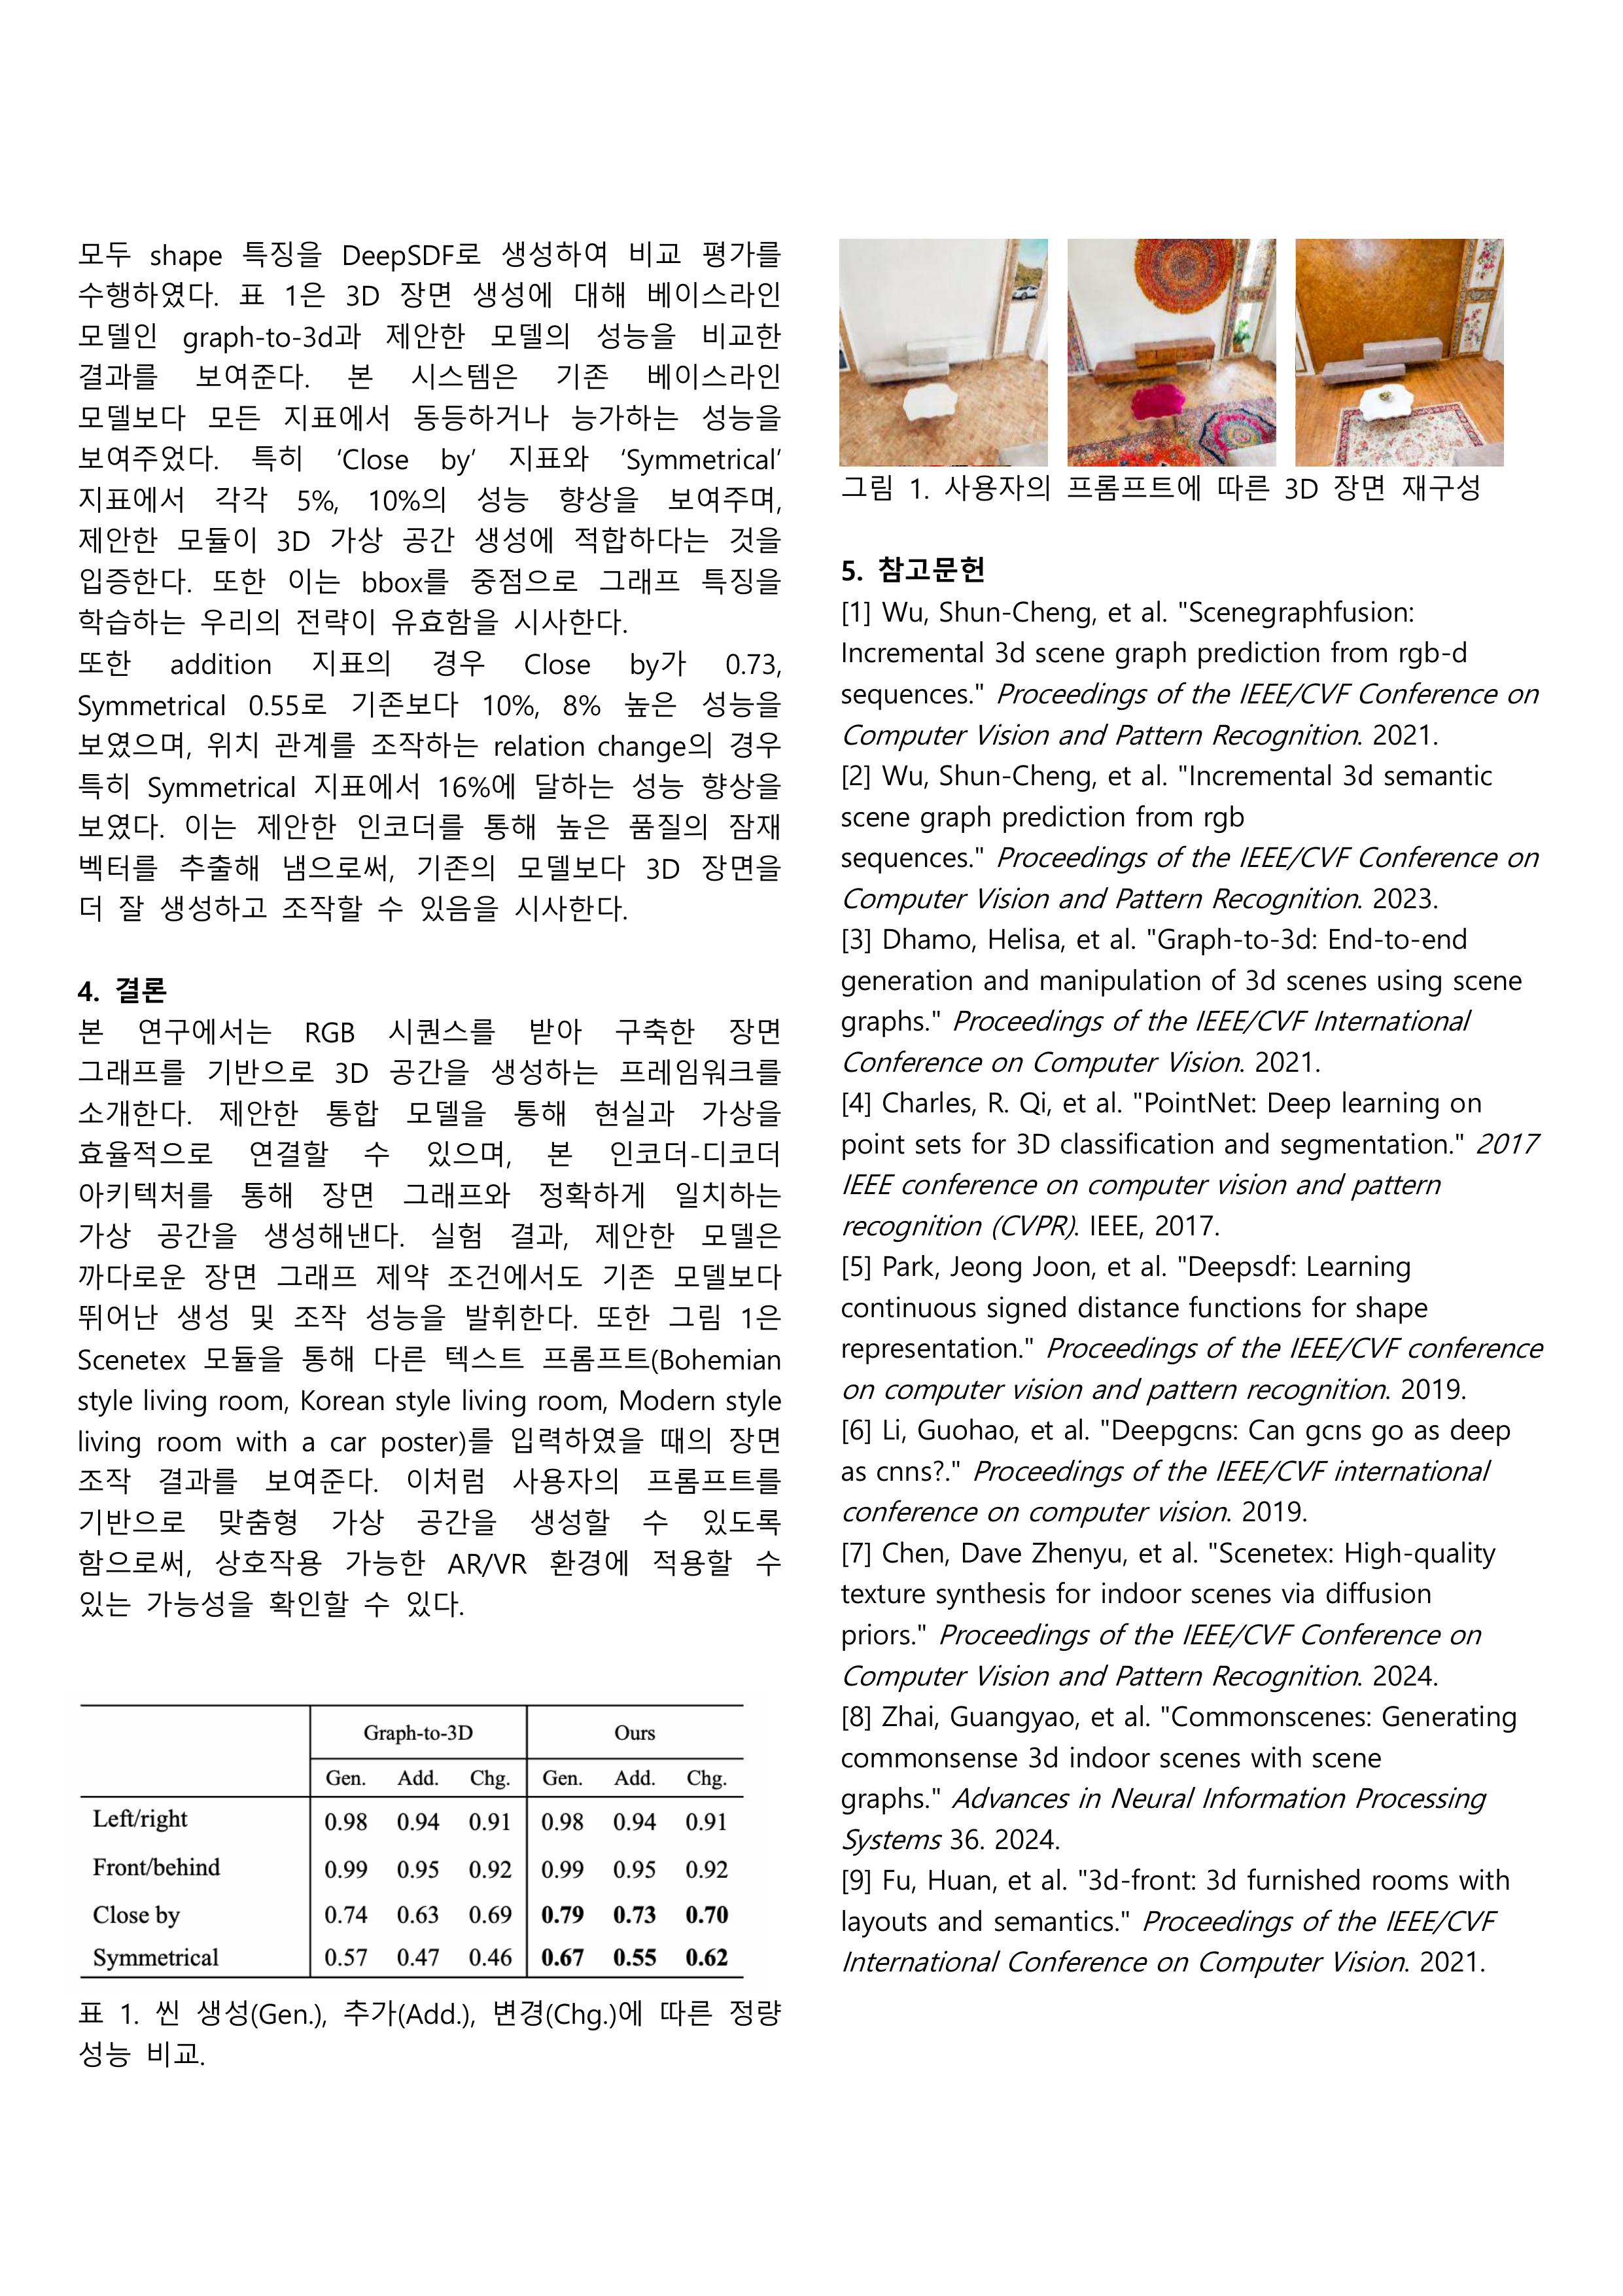 모두 shape 특징을 DeepSDF로 생성하여 비교 평가를
수행하였다. 표 1은 3D 장면 생성에 대해 베이스라인
모델인 graph-to-3d과 제안한 모델의 성능을 비교한
결과를 보여준다. 본 시스템은 기존 베이스라인
모델보다 모든 지표에서 동등하거나 능가하는 성능을
보여주었다. 특히 ‘Close by’ 지표와 ‘Symmetrical’
지표에서 각각 5%, 10%의 성능 향상을 보여주며,
제안한 모듈이 3D 가상 공간 생성에 적합하다는 것을
입증한다. 또한 이는 bbox를 중점으로 그래프 특징을
학습하는 우리의 전략이 유효함을 시사한다.
또한 addition 지표의 경우 Close by가 0.73,
Symmetrical 0.55로 기존보다 10%, 8% 높은 성능을
보였으며, 위치 관계를 조작하는 relation change의 경우
특히 Symmetrical 지표에서 16%에 달하는 성능 향상을
보였다. 이는 제안한 인코더를 통해 높은 품질의 잠재
벡터를 추출해 냄으로써, 기존의 모델보다 3D 장면을
더 잘 생성하고 조작할 수 있음을 시사한다.
4. 결론
본 연구에서는 RGB 시퀀스를 받아 구축한 장면
그래프를 기반으로 3D 공간을 생성하는 프레임워크를
소개한다. 제안한 통합 모델을 통해 현실과 가상을
효율적으로 연결할 수 있으며, 본 인코더-디코더
아키텍처를 통해 장면 그래프와 정확하게 일치하는
가상 공간을 생성해낸다. 실험 결과, 제안한 모델은
까다로운 장면 그래프 제약 조건에서도 기존 모델보다
뛰어난 생성 및 조작 성능을 발휘한다. 또한 그림 1은
Scenetex 모듈을 통해 다른 텍스트 프롬프트(Bohemian
style living room, Korean style living room, Modern style
living room with a car poster)를 입력하였을 때의 장면
조작 결과를 보여준다. 이처럼 사용자의 프롬프트를
기반으로 맞춤형 가상 공간을 생성할 수 있도록
함으로써, 상호작용 가능한 AR/VR 환경에 적용할 수
있는 가능성을 확인할 수 있다.
Graph-to-3D Ours
Gen. Add. Chg. Gen. Add. Chg.
Left/right 0.98 0.94 0.91 0.98 0.94 0.91
Front/behind 0.99 0.95 0.92 0.99 0.95 0.92
Close by 0.74 0.63 0.69 0.79 0.73 0.70
Symmetrical 0.57 0.47 0.46 0.67 0.55 0.62
표 1. 씬 생성(Gen.), 추가(Add.), 변경(Chg.)에 따른 정량
성능 비교.
그림 1. 사용자의 프롬프트에 따른 3D 장면 재구성
5. 참고문헌
[1] Wu, Shun-Cheng, et al. "Scenegraphfusion:
Incremental 3d scene graph prediction from rgb-d
sequences." Proceedings of the IEEE/CVF Conference on
Computer Vision and Pattern Recognition. 2021.
[2] Wu, Shun-Cheng, et al. "Incremental 3d semantic
scene graph prediction from rgb
sequences." Proceedings of the IEEE/CVF Conference on
Computer Vision and Pattern Recognition. 2023.
[3] Dhamo, Helisa, et al. "Graph-to-3d: End-to-end
generation and manipulation of 3d scenes using scene
graphs." Proceedings of the IEEE/CVF International
Conference on Computer Vision. 2021.
[4] Charles, R. Qi, et al. "PointNet: Deep learning on
point sets for 3D classification and segmentation." 2017
IEEE conference on computer vision and pattern
recognition (CVPR). IEEE, 2017.
[5] Park, Jeong Joon, et al. "Deepsdf: Learning
continuous signed distance functions for shape
representation." Proceedings of the IEEE/CVF conference
on computer vision and pattern recognition. 2019.
[6] Li, Guohao, et al. "Deepgcns: Can gcns go as deep
as cnns?." Proceedings of the IEEE/CVF international
conference on computer vision. 2019.
[7] Chen, Dave Zhenyu, et al. "Scenetex: High-quality
texture synthesis for indoor scenes via diffusion
priors." Proceedings of the IEEE/CVF Conference on
Computer Vision and Pattern Recognition. 2024.
[8] Zhai, Guangyao, et al. "Commonscenes: Generating
commonsense 3d indoor scenes with scene
graphs." Advances in Neural Information Processing
Systems 36. 2024.
[9] Fu, Huan, et al. "3d-front: 3d furnished rooms with
layouts and semantics." Proceedings of the IEEE/CVF
International Conference on Computer Vision. 2021.